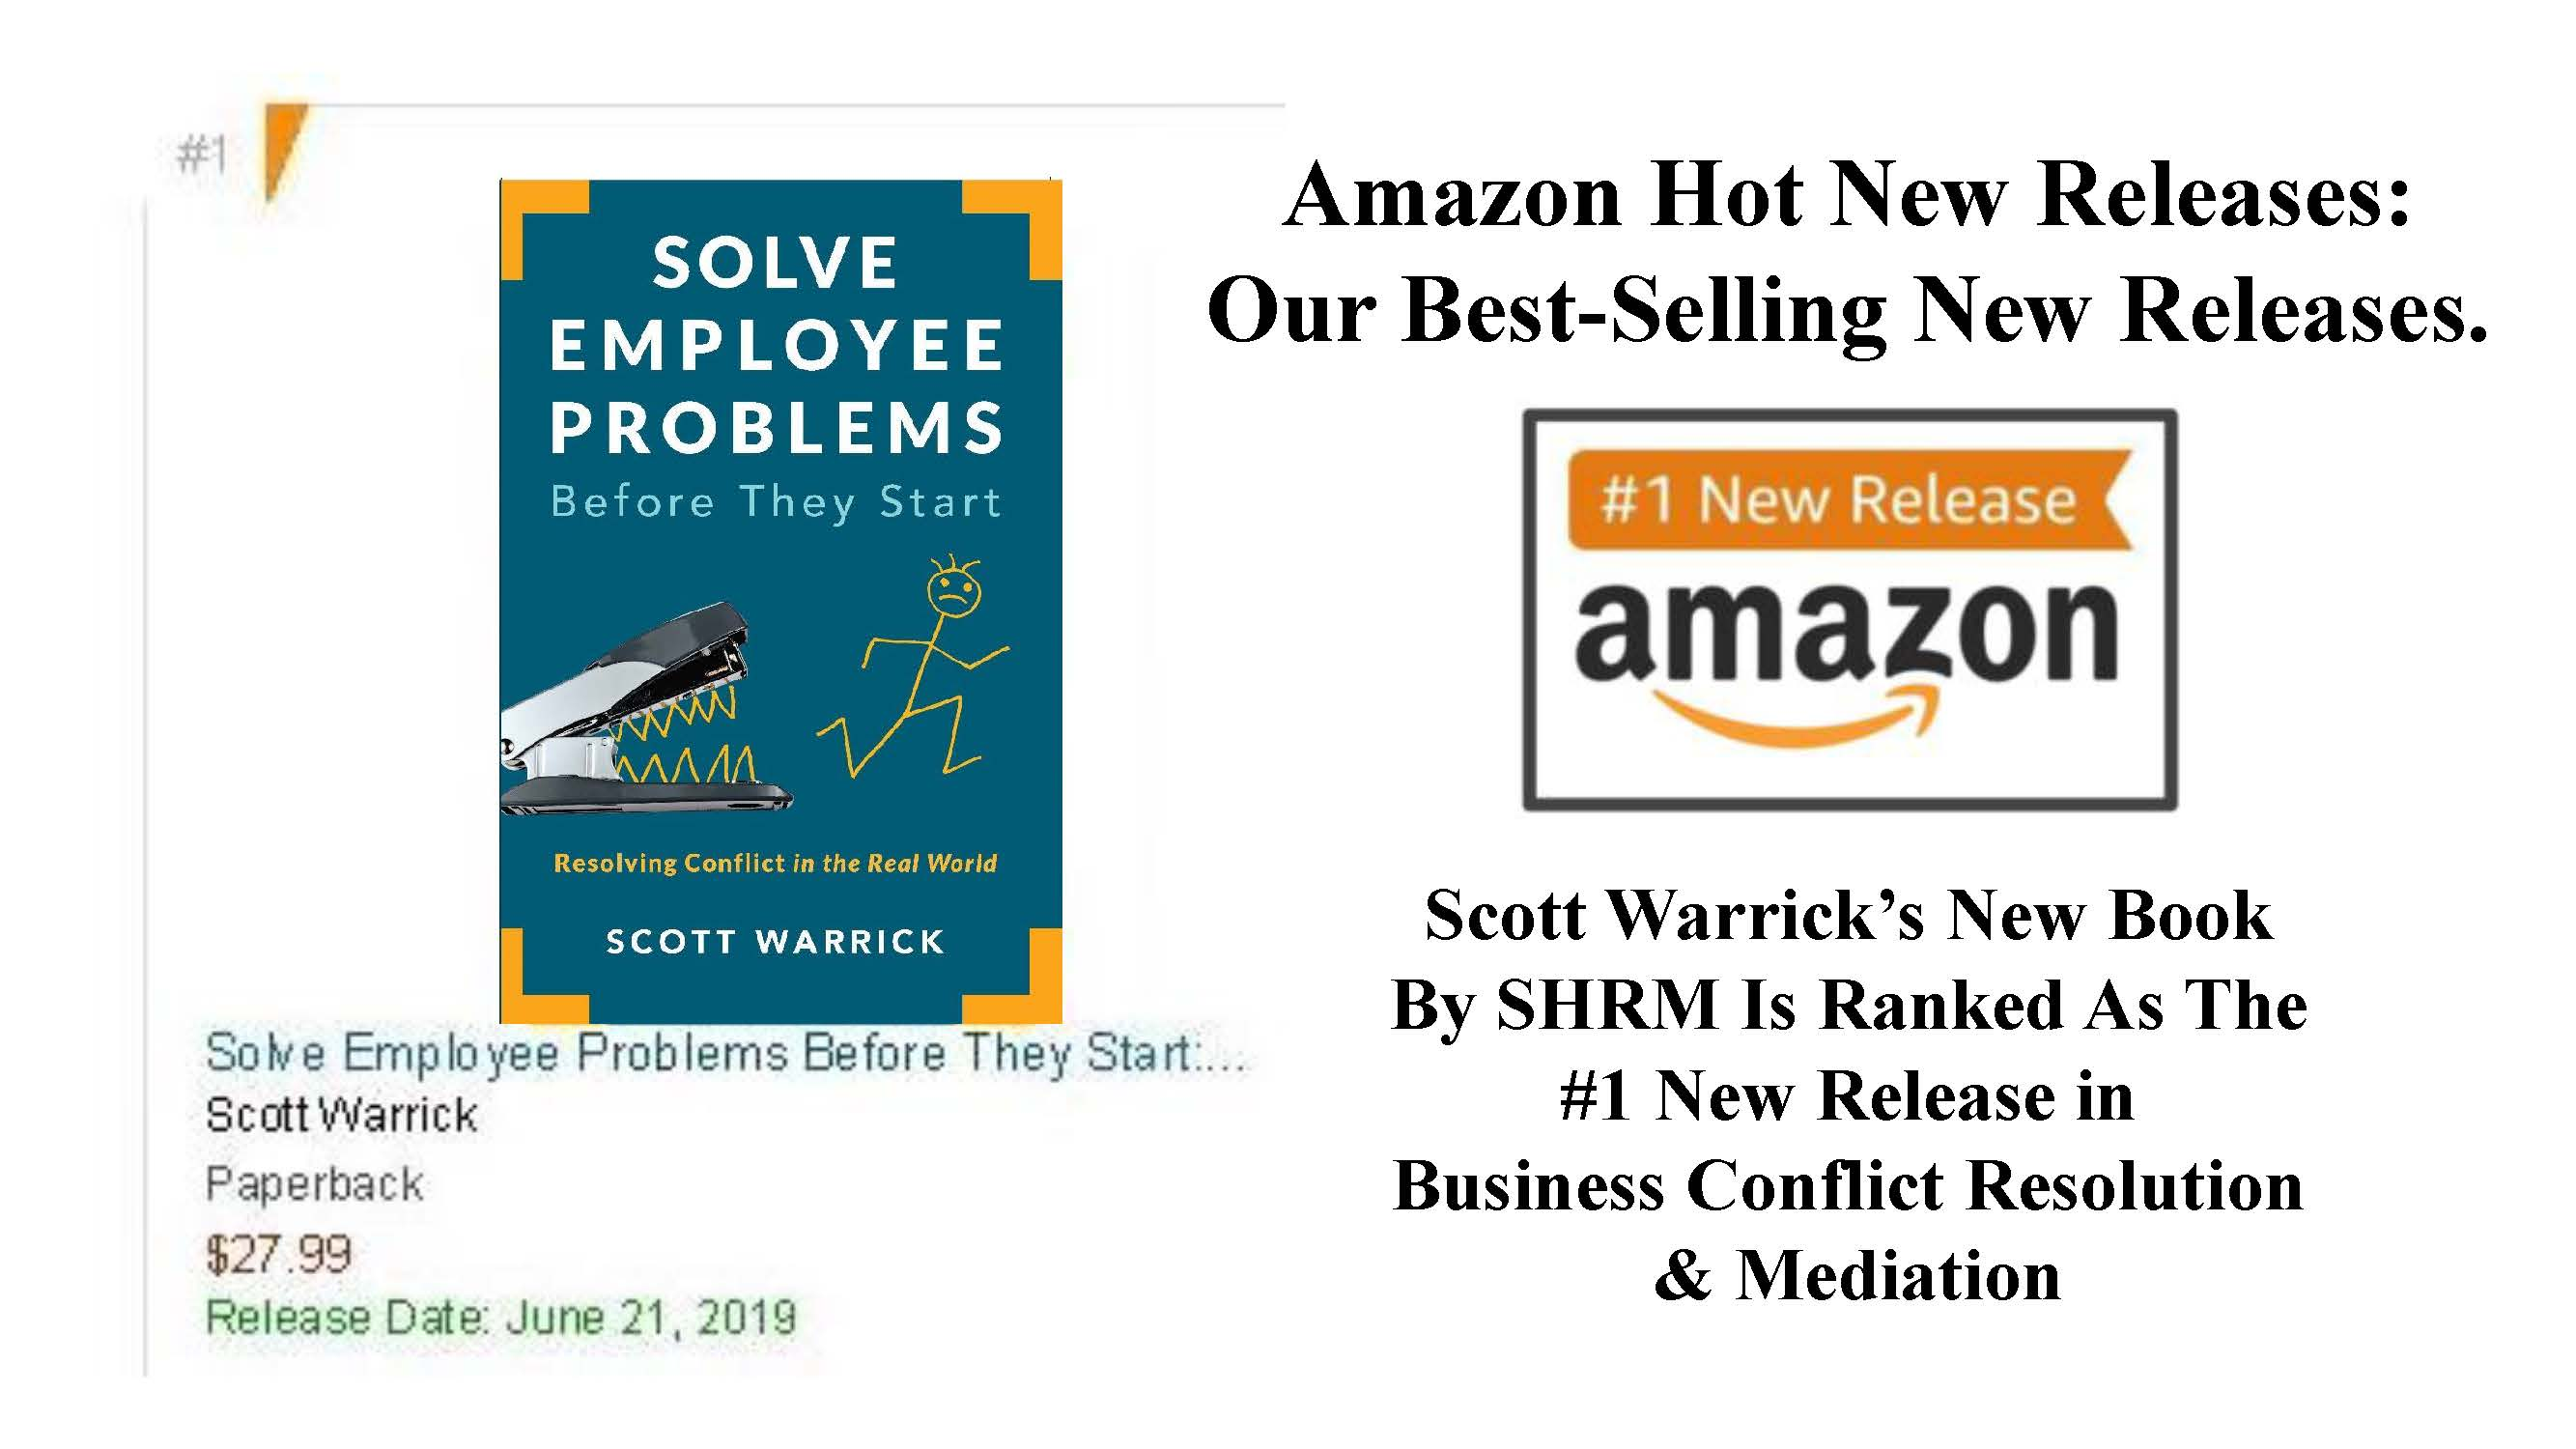 #1
SOLVE
EMPLOYEE
PROBLEMS
Before They Start
Resolving Conflict in the Real World
SCOTT WARRICK
Solve Employee Problems Before They Start:...
Scott Warrick
Paperback
$27.99
Release Date: June 21, 2019
Amazon Hot New Releases:
Our Best-Selling New Releases.
#1 New Release
amazon
Scott Warrick’s New Book
By SHRM Is Ranked As The
#1 New Release in
Business Conflict Resolution
& Mediation